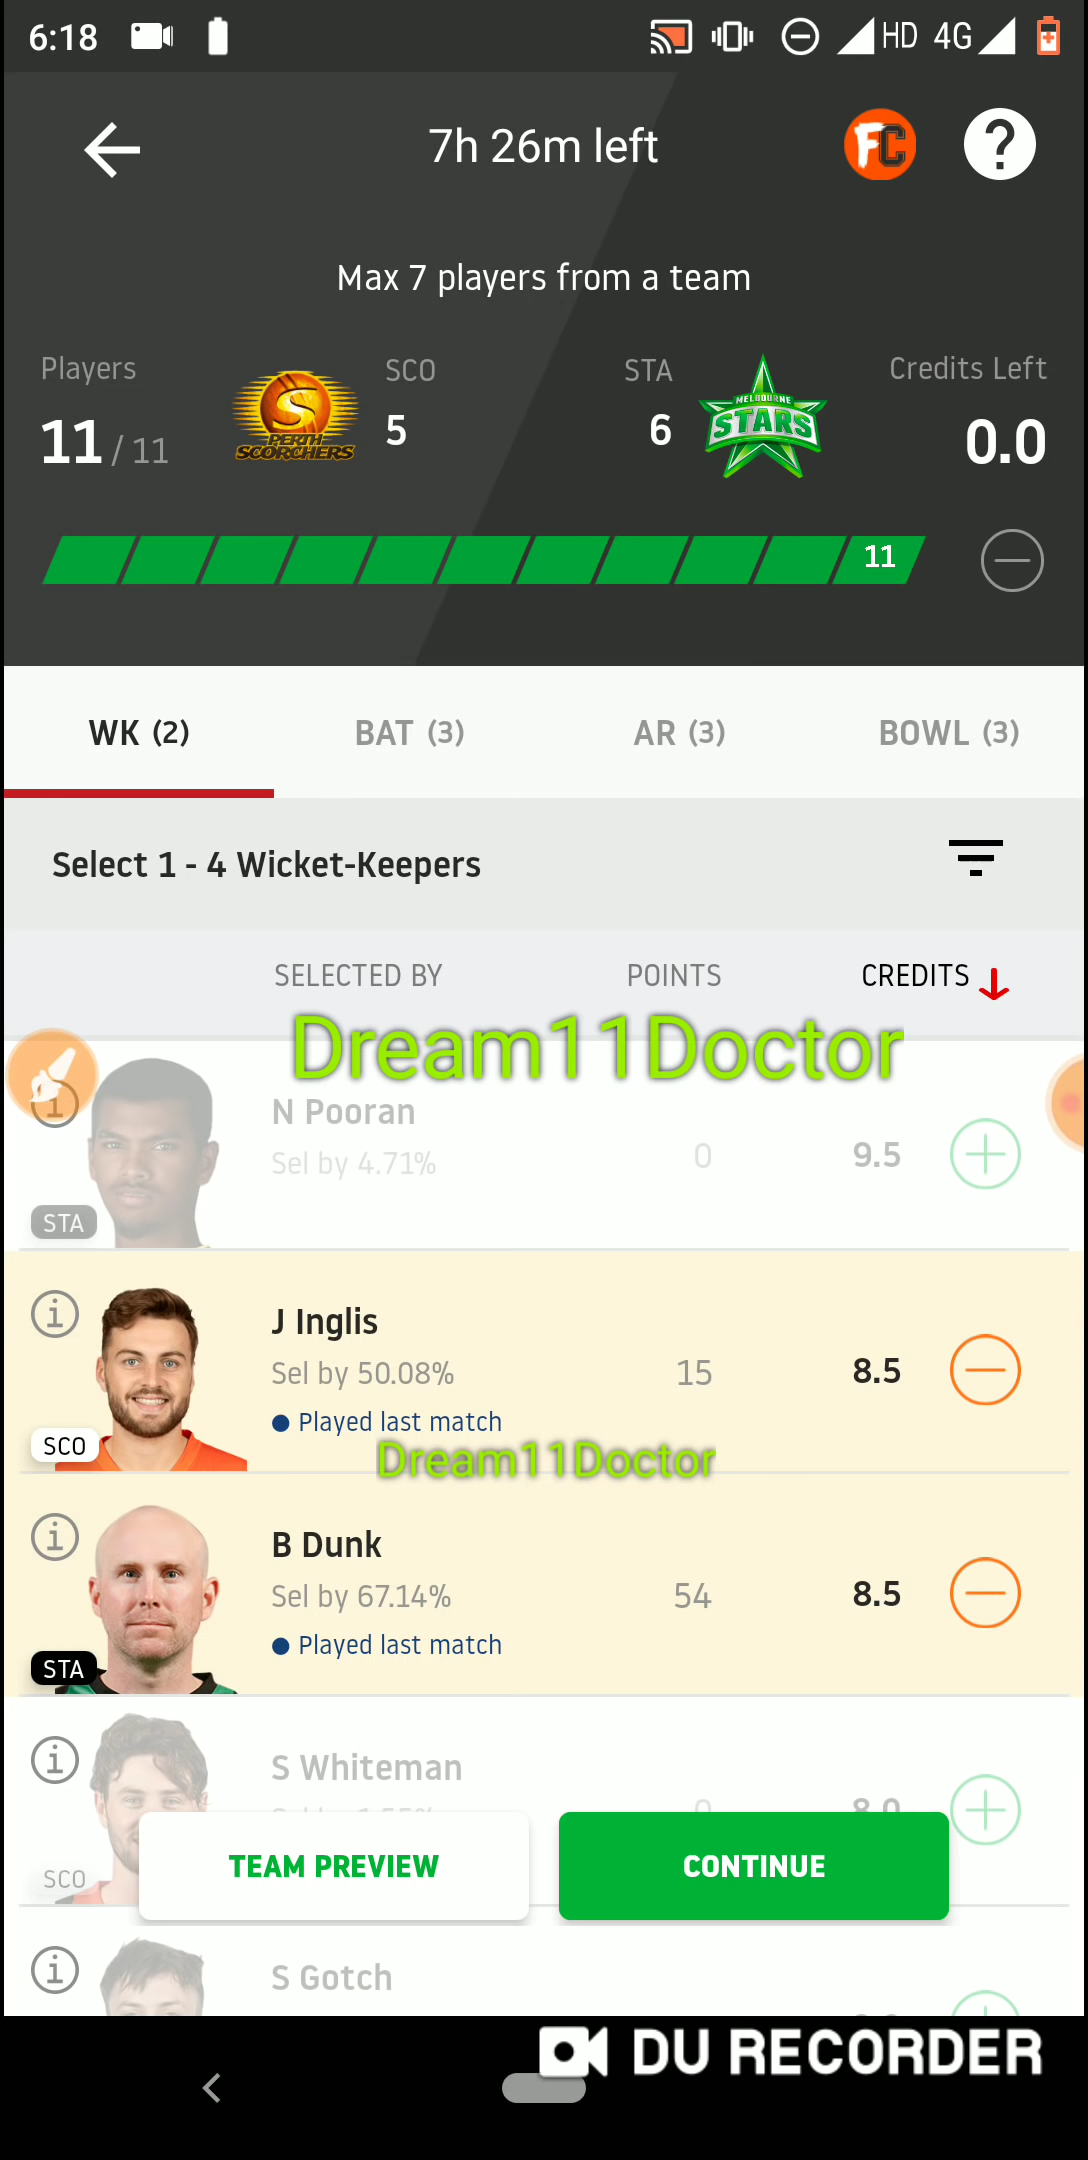 6:18 HD 4G
7h 26m left FC ?
Max 7 players from a team
Players SCO STA Credits Left
11 / 11 5 6 0.0
PERTH SCORCHERS
MELBOURNE STARS
11
WK (2) BAT (3) AR (3) BOWL (3)
Select 1 - 4 Wicket-Keepers
SELECTED BY POINTS CREDITS
Dream11Doctor
N Pooran
Sel by 4.71% 0 9.5
STA
J Inglis
Sel by 50.08% 15 8.5
Played last match
SCO
Dream11Doctor
B Dunk
Sel by 67.14% 54 8.5
Played last match
STA
S Whiteman
0 8.0
SCO
TEAM PREVIEW CONTINUE
S Gotch
DU RECORDER